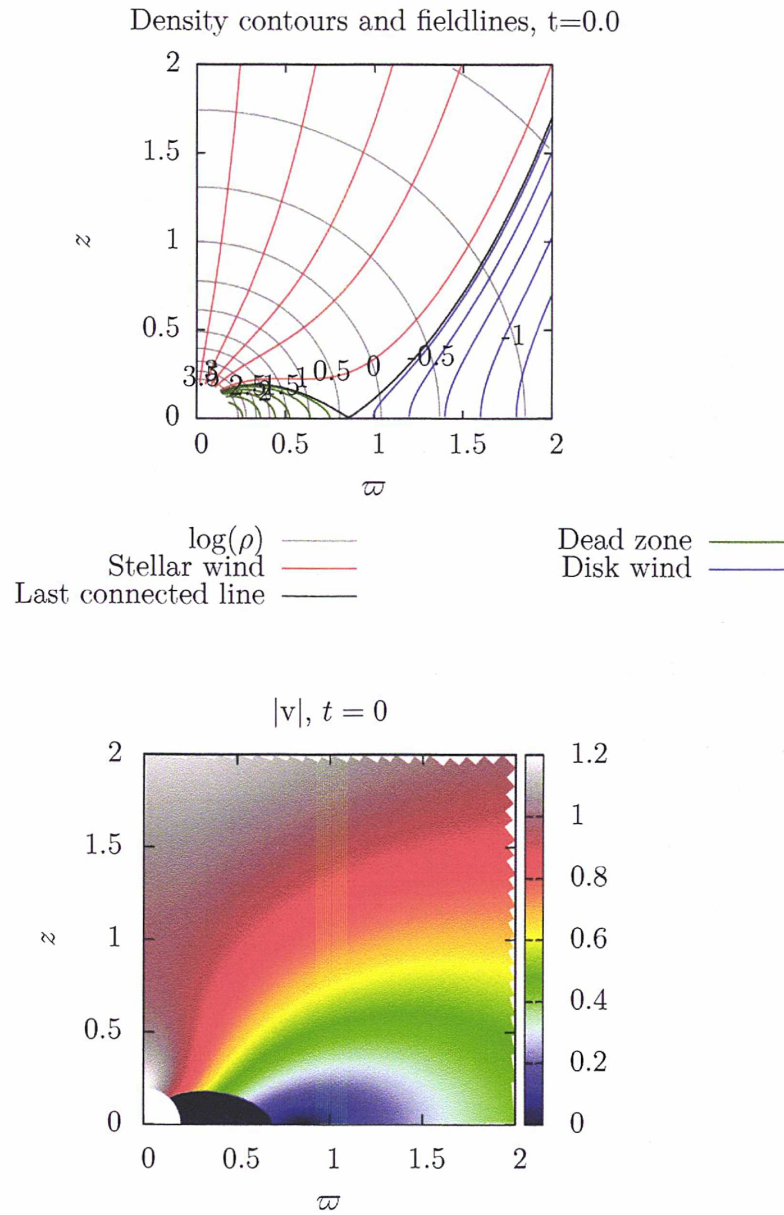 Density contours and fieldlines, t=0.0
2
1.5
1
0.5
0
z
0.5 0 -0.5 -1
0 0.5 1 1.5 2
ϖ
log(ρ)
Stellar wind
Last connected line
Dead zone
Disk wind
|v|, t = 0
2
1.5
1
0.5
0
z
1.2
1
0.8
0.6
0.4
0.2
0
0 0.5 1 1.5 2
ϖ